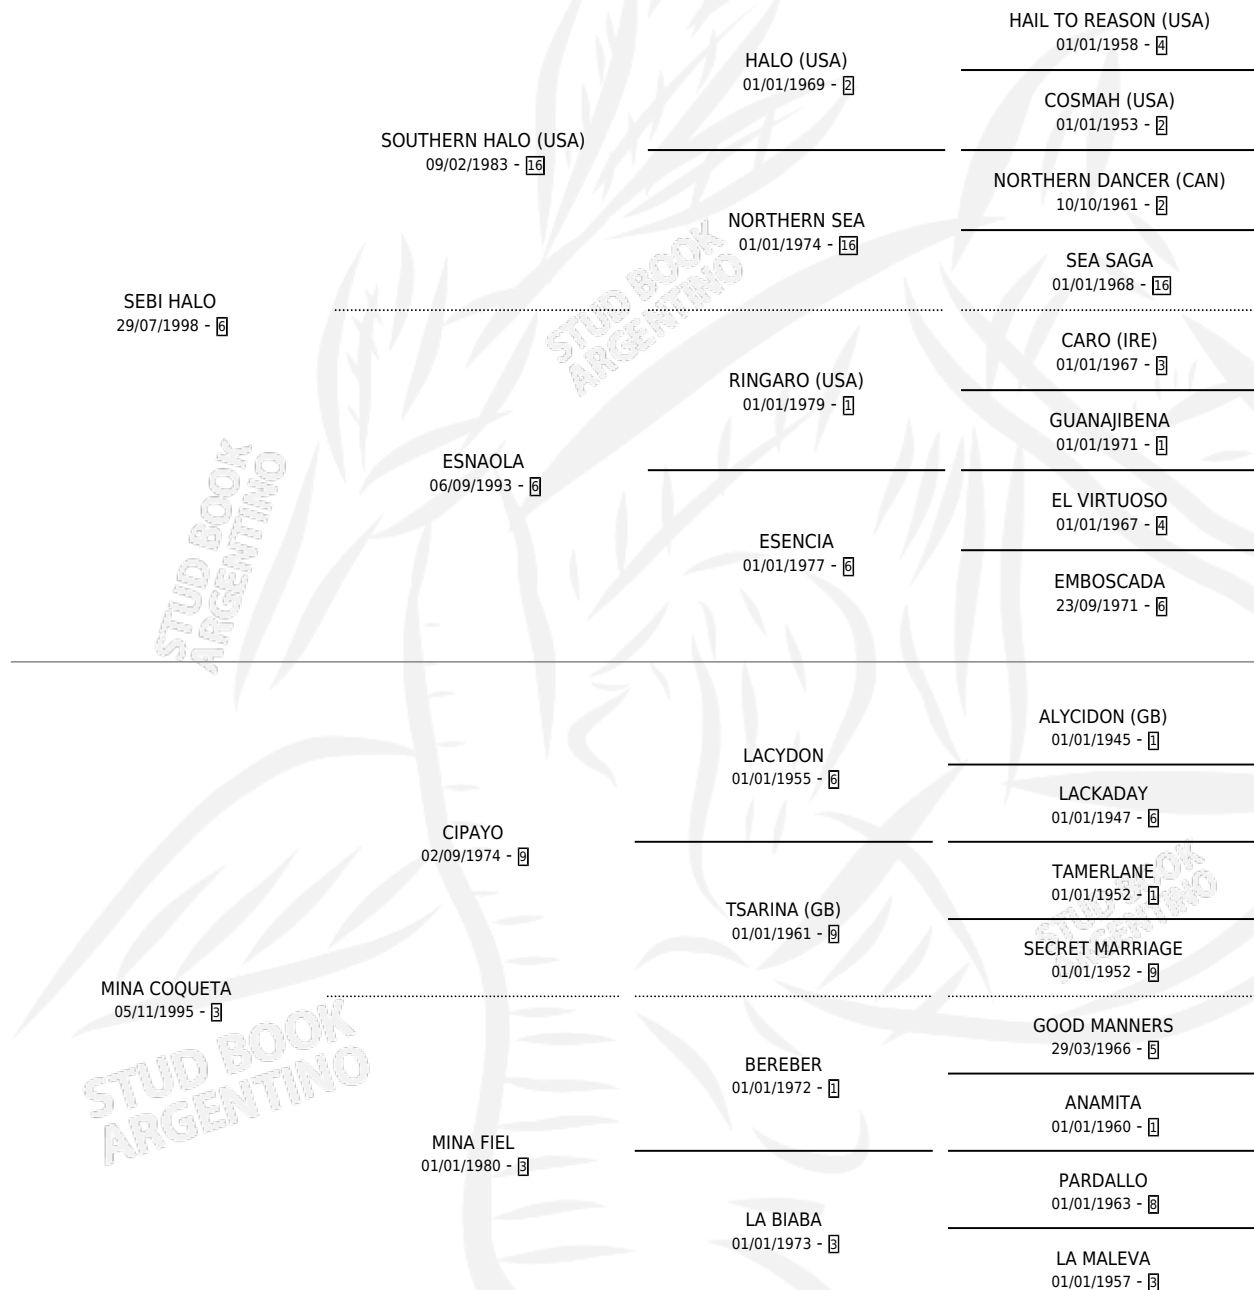 HAIL TO REASON (USA)
01/01/1958 - 4
HALO (USA)
01/01/1969 - 2
COSMAH (USA)
01/01/1953 - 2
SOUTHERN HALO (USA)
09/02/1983 - 16
NORTHERN DANCER (CAN)
10/10/1961 - 2
NORTHERN SEA
01/01/1974 - 16
SEA SAGA
01/01/1968 - 16
SEBI HALO
29/07/1998 - 6
STUD BOOK
ARGENTINO
CARO (IRE)
01/01/1967 - 3
RINGARO (USA)
01/01/1979 - 1
GUANAJIBENA
01/01/1971 - 1
ESNAOLA
06/09/1993 - 6
EL VIRTUOSO
01/01/1967 - 4
ESENCIA
01/01/1977 - 6
EMBOSCADA
23/09/1971 - 6
STUD BOOK
ARGENTINO
ALYCIDON (GB)
01/01/1945 - 1
LACYDON
01/01/1955 - 6
LACKADAY
01/01/1947 - 6
CIPAYO
02/09/1974 - 9
TAMERLANE
01/01/1952 - 1
TSARINA (GB)
01/01/1961 - 9
SECRET MARRIAGE
01/01/1952 - 9
STUD BOOK
ARGENTINO
MINA COQUETA
05/11/1995 - 3
GOOD MANNERS
29/03/1966 - 5
BEREBER
01/01/1972 - 1
ANAMITA
01/01/1960 - 1
STUD BOOK
ARGENTINO
MINA FIEL
01/01/1980 - 3
PARDALLO
01/01/1963 - 8
LA BIABA
01/01/1973 - 3
LA MALEVA
01/01/1957 - 3